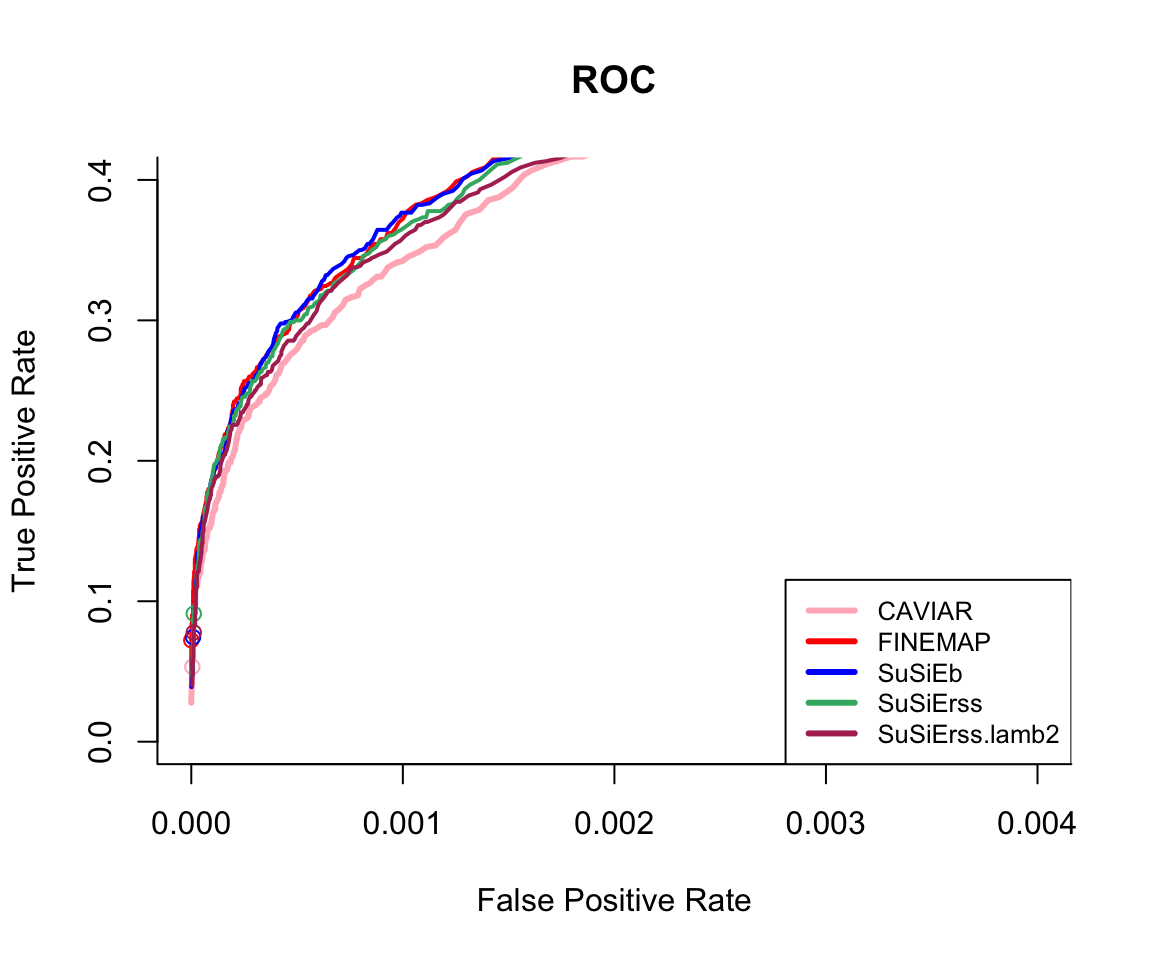 ROC
True Positive Rate
0.4
0.3
0.2
0.1
0.0
CAVIAR
FINEMAP
SuSiEb
SuSiErss
SuSiErss.lamb2
0.000 0.001 0.002 0.003 0.004
False Positive Rate